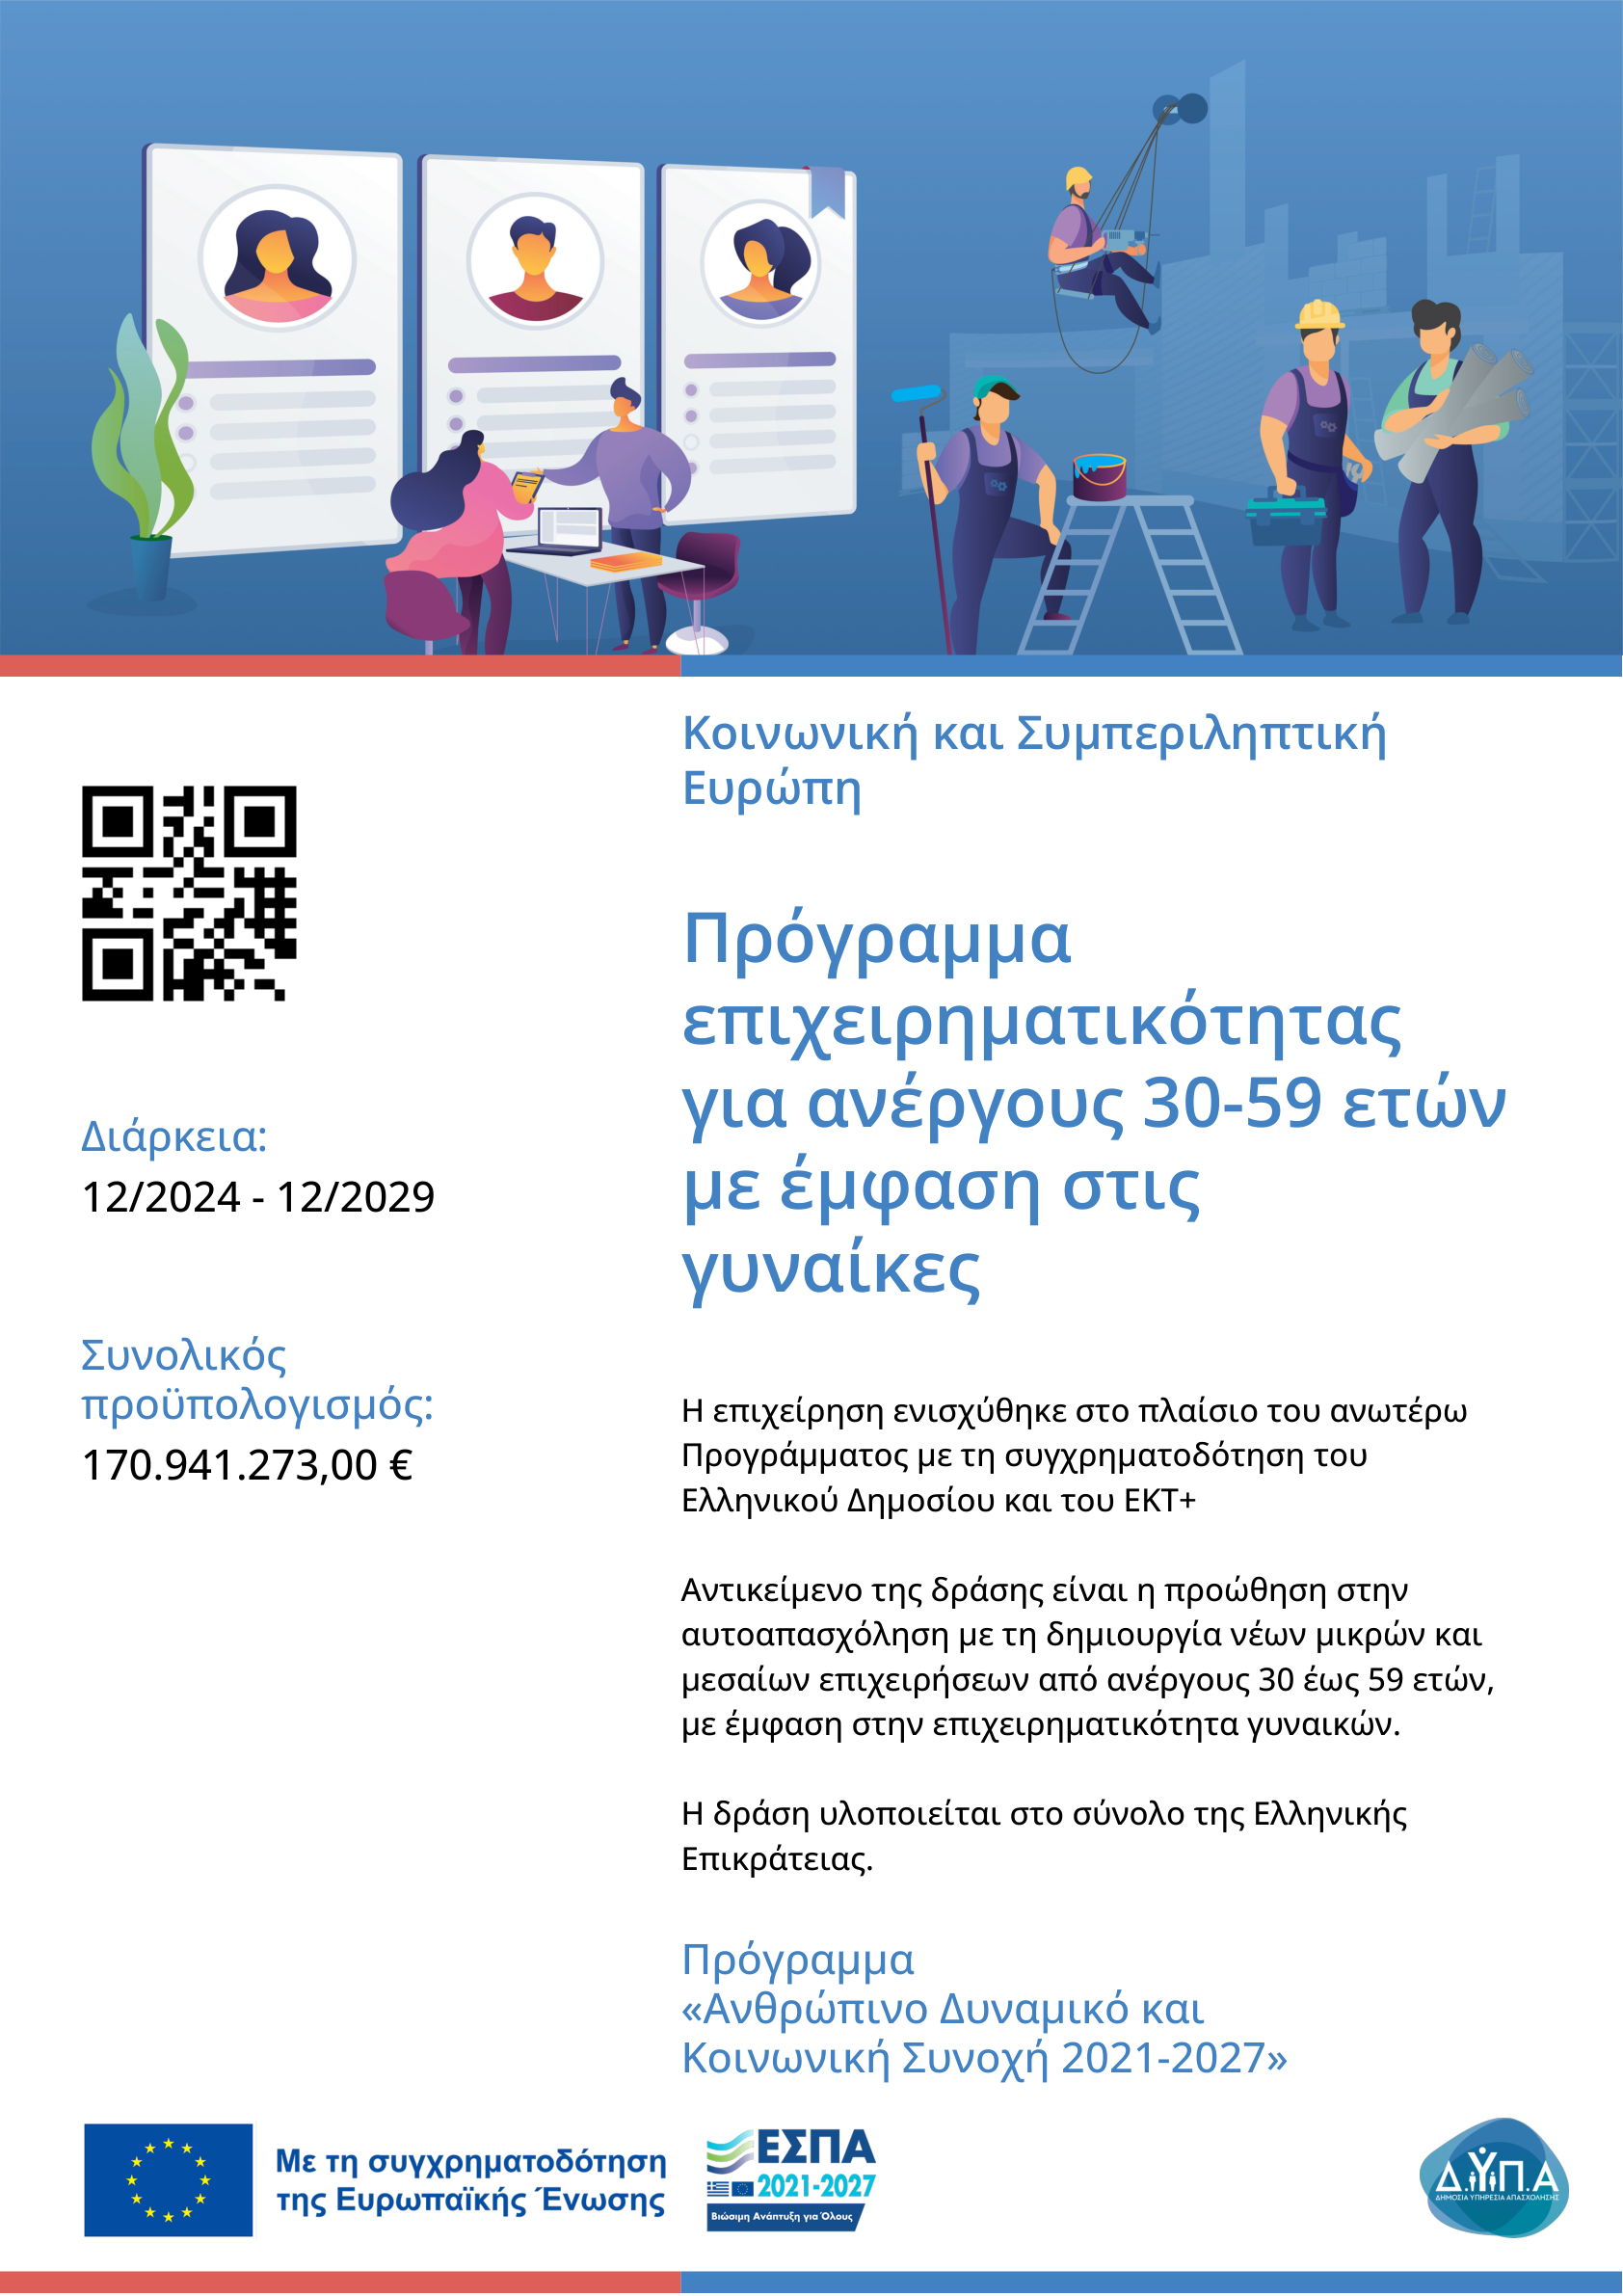 Κοινωνική και Συμπεριληπτική
Ευρώπη
Πρόγραμμα
επιχειρηματικότητας
για ανέργους 30-59 ετών
με έμφαση στις
γυναίκες
Διάρκεια:
12/2024 - 12/2029
Συνολικός
προϋπολογισμός:
170.941.273,00 €
Η επιχείρηση ενισχύθηκε στο πλαίσιο του ανωτέρω
Προγράμματος με τη συγχρηματοδότηση του
Ελληνικού Δημοσίου και του ΕΚΤ+
Αντικείμενο της δράσης είναι η προώθηση στην
αυτοαπασχόληση με τη δημιουργία νέων μικρών και
μεσαίων επιχειρήσεων από ανέργους 30 έως 59 ετών,
με έμφαση στην επιχειρηματικότητα γυναικών.
Η δράση υλοποιείται στο σύνολο της Ελληνικής
Επικράτειας.
Πρόγραμμα
«Ανθρώπινο Δυναμικό και
Κοινωνική Συνοχή 2021-2027»
Με τη συγχρηματοδότηση
της Ευρωπαϊκής Ένωσης
ΕΣΠΑ
2021-2027
Βιώσιμη Ανάπτυξη για Όλους
Δ.ΥΠ.Α
ΔΗΜΟΣΙΑ ΥΠΗΡΕΣΙΑ ΑΠΑΣΧΟΛΗΣΗΣ